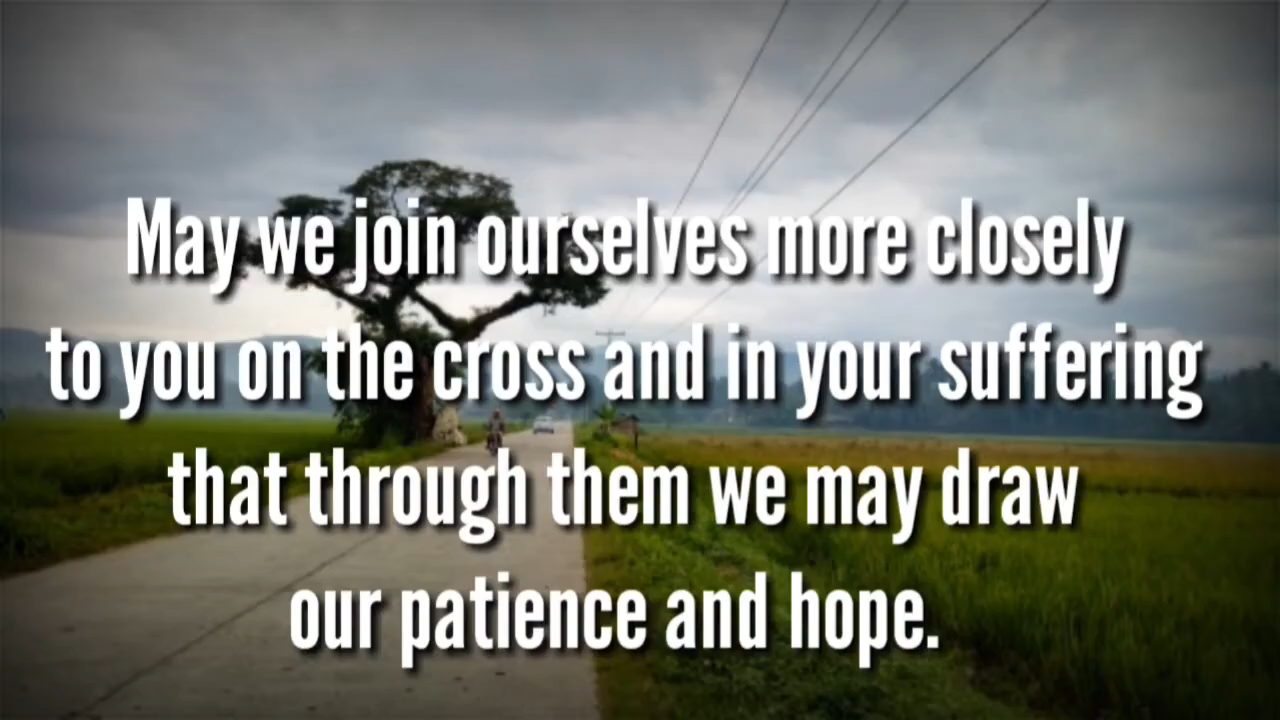 May we join ourselves more closely
to you on the cross and in your suffering
that through them we may draw
our patience and hope.